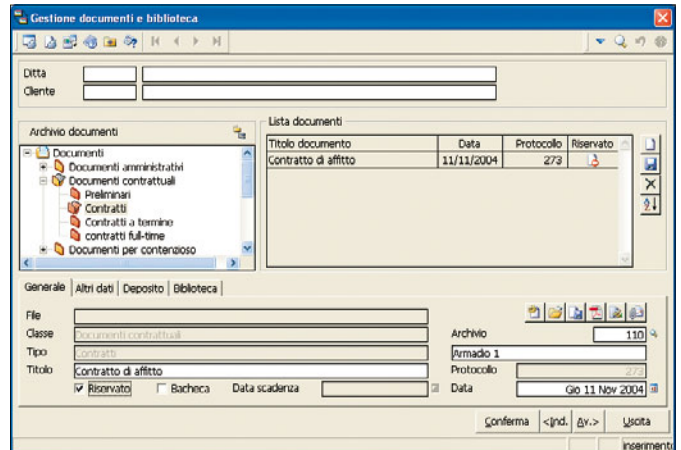 Gestione documenti e biblioteca
Ditta
Cliente
Archivio documenti
Documenti
Documenti amministrativi
Documenti contrattuali
Preliminari
Contratti
Contratti a termine
contratti full-time
Documenti per contenzioso
Lista documenti
Titolo documento Data Protocollo Riservato
Contratto di affitto 11/11/2004 273
Generale Altri dati Deposito Biblioteca
File
Classe Documenti contrattuali Archivio 110
Tipo Contratti Armadio 1
Titolo Contratto di affitto Protocollo 273
Riservato Bacheca Data scadenza Data Gio 11 Nov 2004
Conferma <Ind. Av.> Uscita
inserimento